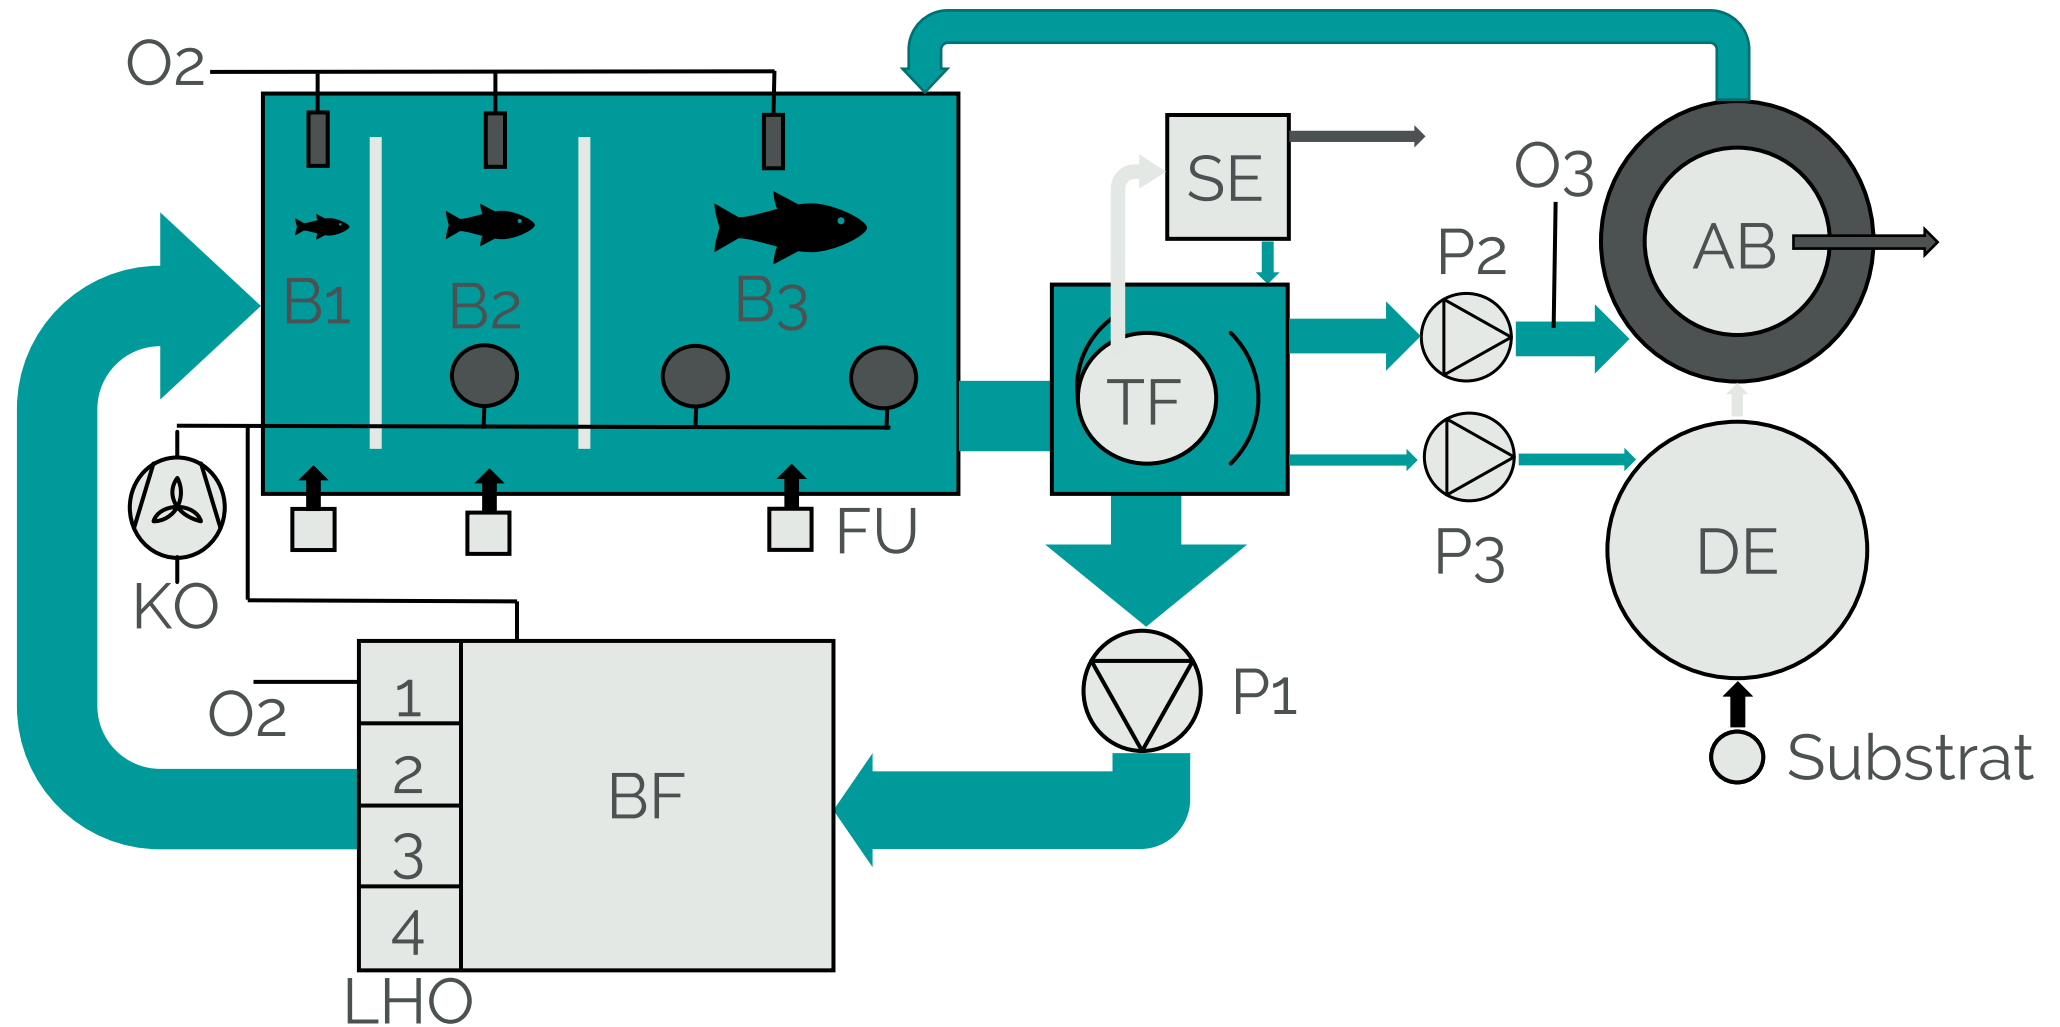 O2
B1
B2
B3
SE
O3
P2
AB
TF
KO
FU
P3
DE
O2
1
2
3
4
BF
P1
Substrat
LHO